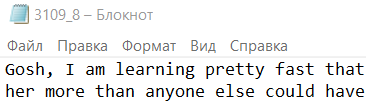 3109_8 – Блокнот
Файл Правка Формат Вид Справка
Gosh, I am learning pretty fast that
her more than anyone else could have